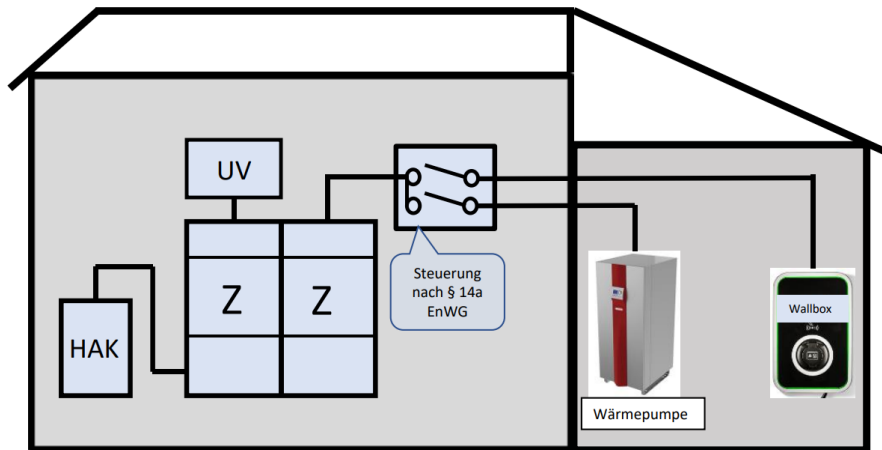 UV
Z
Z
HAK
Steuerung
nach § 14a
EnWG
Wärmepumpe
Wallbox